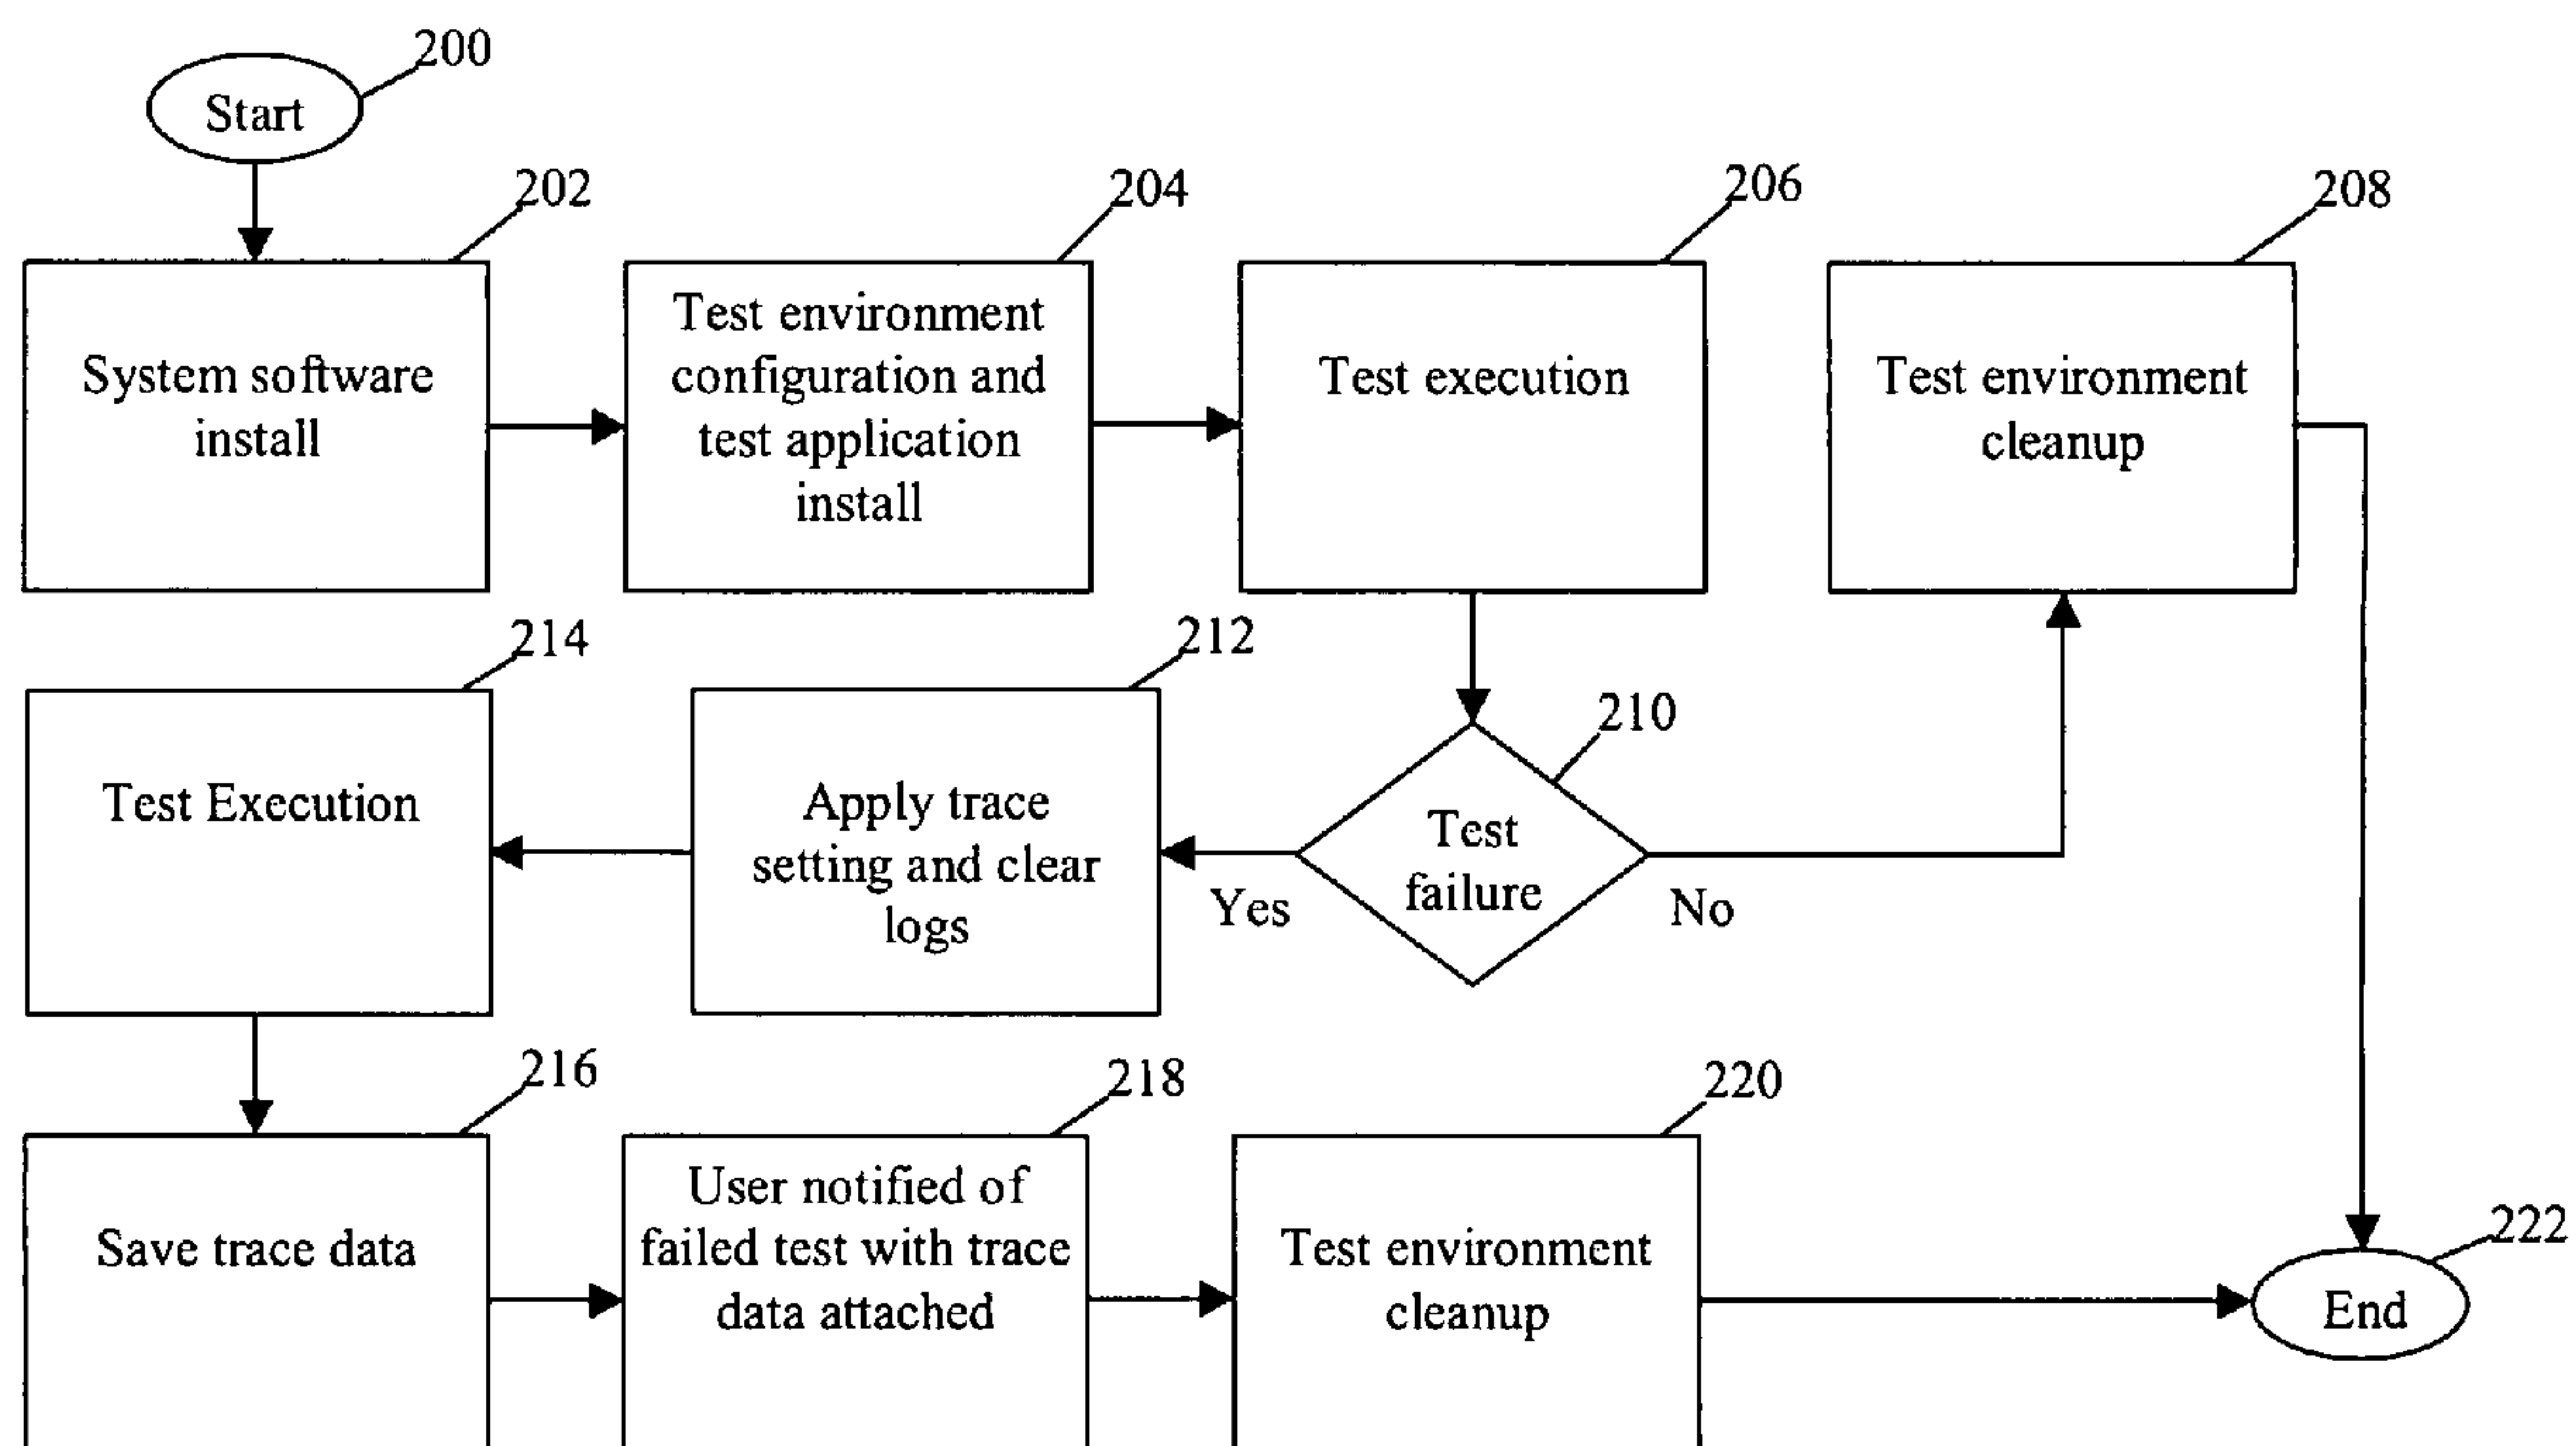 200
Start
202
204
206
208
System software
install
Test environment
configuration and
test application
install
Test execution
Test environment
cleanup
214
212
210
Test Execution
Apply trace
setting and clear
logs
Yes
Test
failure
No
216
218
220
222
Save trace data
User notified of
failed test with trace
data attached
Test environment
cleanup
End